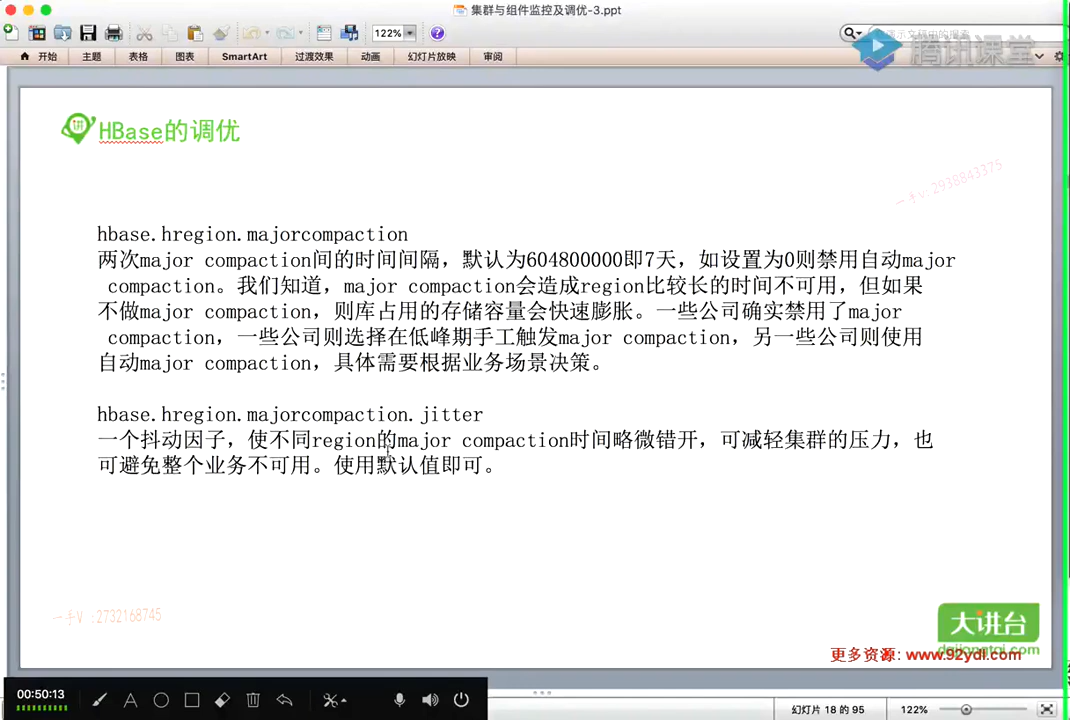 集群与组件监控及调优-3.ppt
122%
腾讯课堂
开始 主题 表格 图表 SmartArt 过渡效果 动画 幻灯片放映 审阅
HBase的调优
一手v:2938843375
hbase.hregion.majorcompaction
两次major compaction间的时间间隔，默认为604800000即7天，如设置为0则禁用自动major
compaction。我们知道，major compaction会造成region比较长的时间不可用，但如果
不做major compaction，则库占用的存储容量会快速膨胀。一些公司确实禁用了major
compaction，一些公司则选择在低峰期手工触发major compaction，另一些公司则使用
自动major compaction，具体需要根据业务场景决策。
hbase.hregion.majorcompaction.jitter
一个抖动因子，使不同region的major compaction时间略微错开，可减轻集群的压力，也
可避免整个业务不可用。使用默认值即可。
一手V :2732168745
大讲台
dajiangtai.com
更多资源: www.92ydl.com
00:50:13
幻灯片 18 的 95 122%